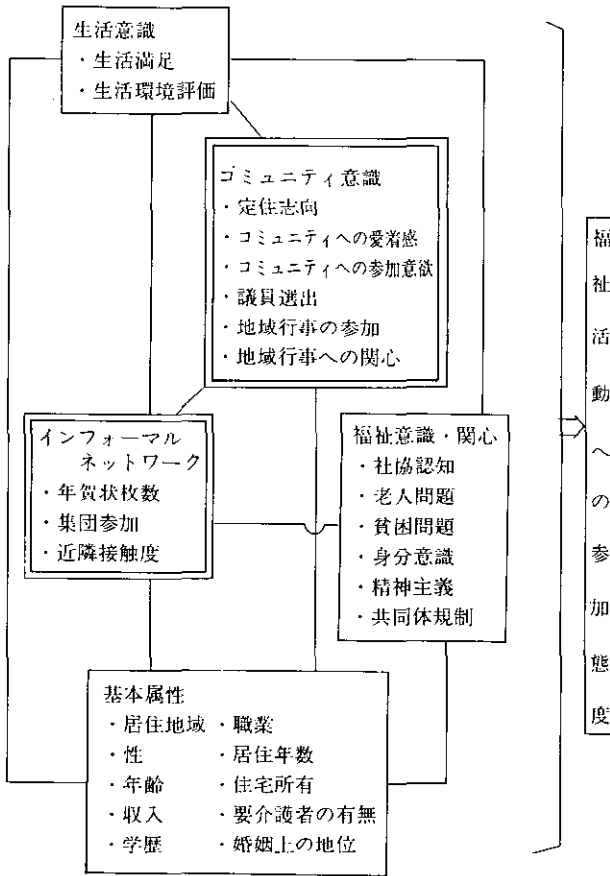 生活意識
・生活満足
・生活環境評価
コミュニティ意識
・定住志向
・コミュニティへの愛着感
・コミュニティへの参加意欲
・議員選出
・地域行事の参加
・地域行事への関心
インフォーマル
ネットワーク
・年賀状枚数
・集団参加
・近隣接触度
福祉意識・関心
・社協認知
・老人問題
・貧困問題
・身分意識
・精神主義
・共同体規制
基本属性
・居住地域 ・職業
・性 ・居住年数
・年齢 ・住宅所有
・収入 ・要介護者の有無
・学歴 ・婚姻上の地位
福祉活動への参加態度